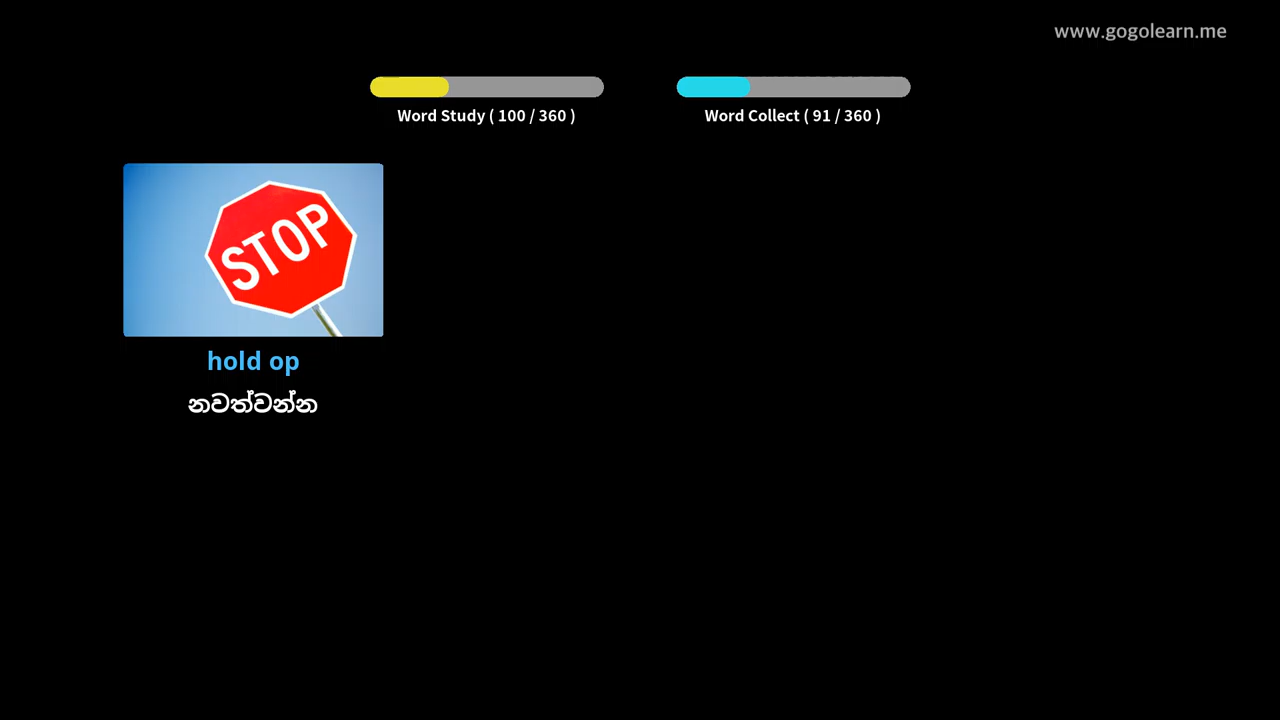 www.gogolearn.me
Word Study ( 100 / 360 )
Word Collect ( 91 / 360 )
STOP
hold op
නවත්වන්න